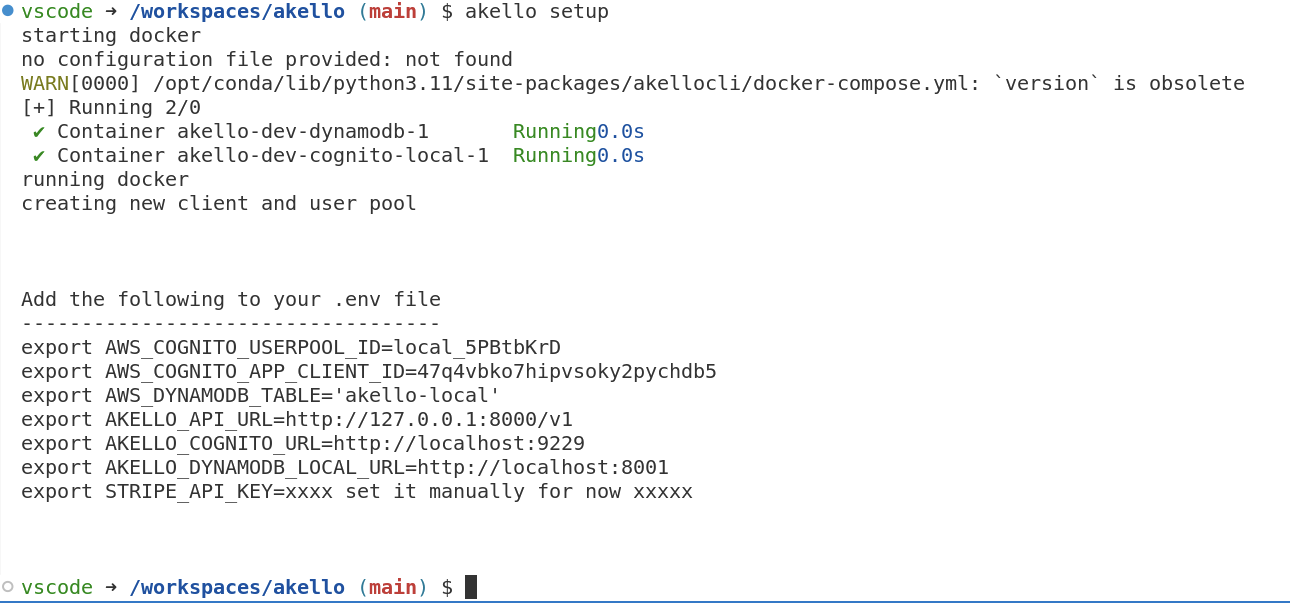 vscode ➜ /workspaces/akello (main) $ akello setup
starting docker
no configuration file provided: not found
WARN[0000] /opt/conda/lib/python3.11/site-packages/akellocli/docker-compose.yml: `version` is obsolete
[+] Running 2/0
✔ Container akello-dev-dynamodb-1 Running0.0s
✔ Container akello-dev-cognito-local-1 Running0.0s
running docker
creating new client and user pool
Add the following to your .env file
-----------------------------------
export AWS_COGNITO_USERPOOL_ID=local_5PBtbKrD
export AWS_COGNITO_APP_CLIENT_ID=47q4vbko7hipvsoky2pychdb5
export AWS_DYNAMODB_TABLE='akello-local'
export AKELLO_API_URL=http://127.0.0.1:8000/v1
export AKELLO_COGNITO_URL=http://localhost:9229
export AKELLO_DYNAMODB_LOCAL_URL=http://localhost:8001
export STRIPE_API_KEY=xxxx set it manually for now xxxxx
vscode ➜ /workspaces/akello (main) $